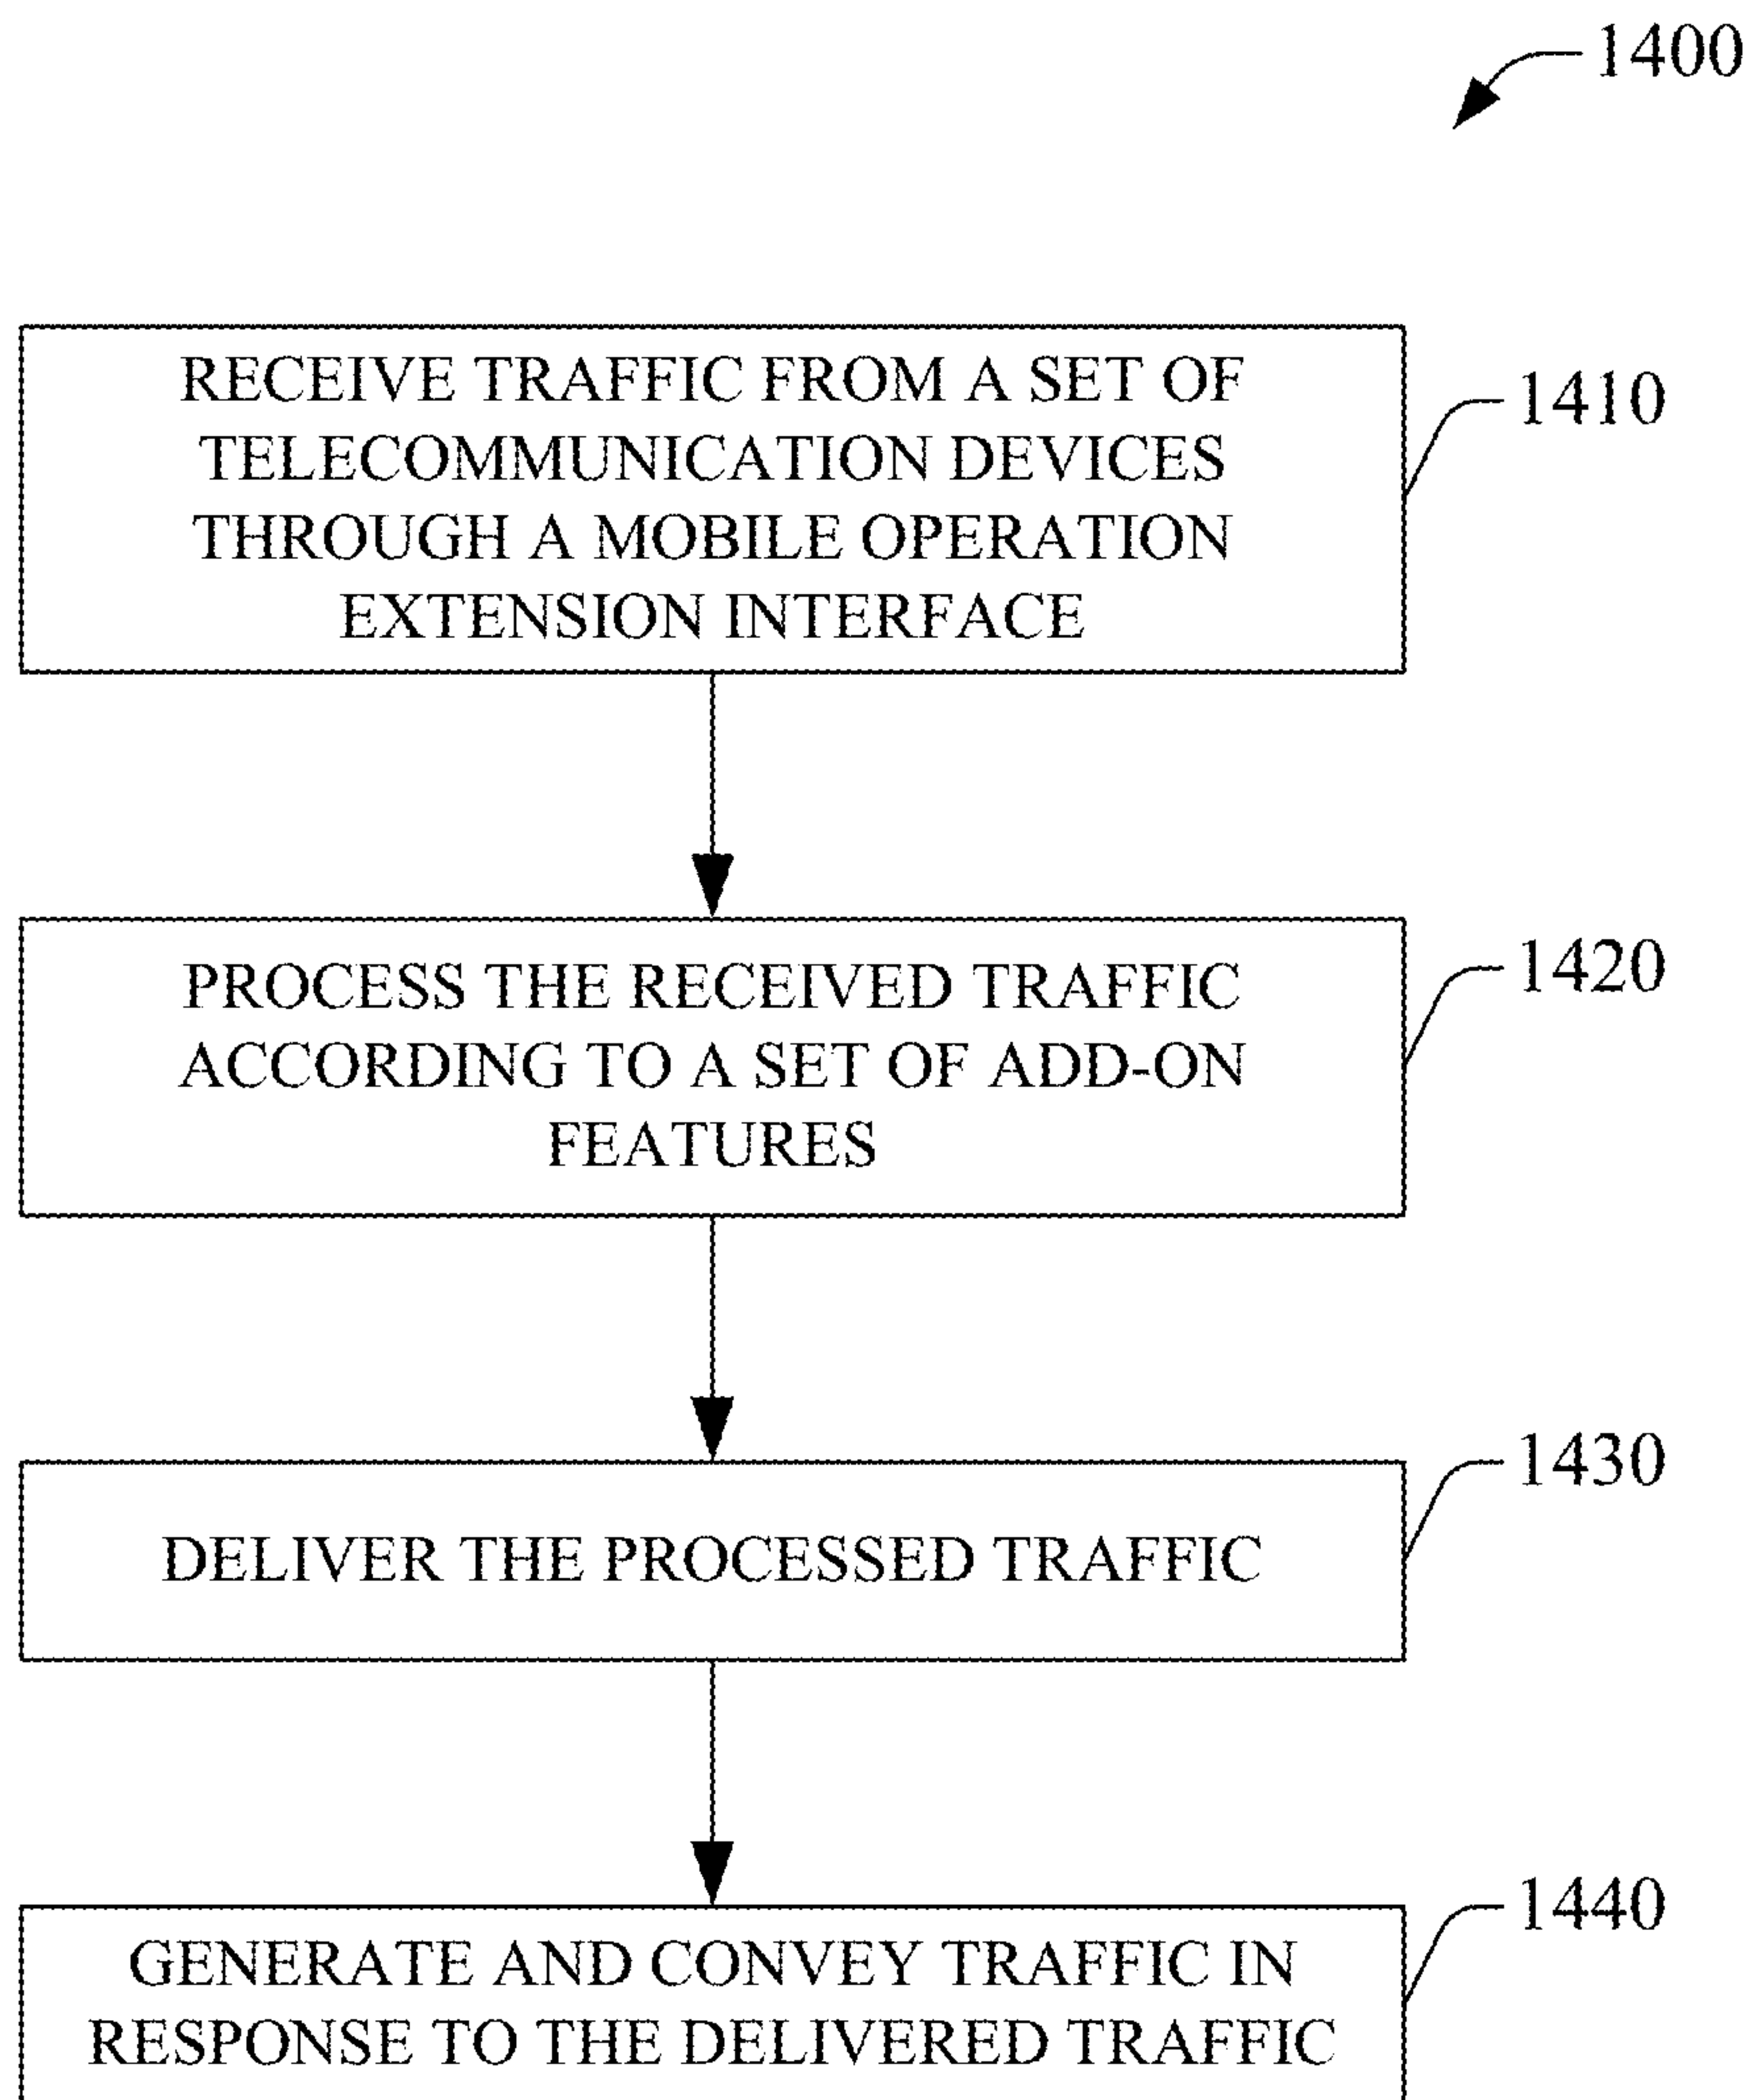 1400
RECEIVE TRAFFIC FROM A SET OF
TELECOMMUNICATION DEVICES
THROUGH A MOBILE OPERATION
EXTENSION INTERFACE
1410
PROCESS THE RECEIVED TRAFFIC
ACCORDING TO A SET OF ADD-ON
FEATURES
1420
DELIVER THE PROCESSED TRAFFIC
1430
GENERATE AND CONVEY TRAFFIC IN
RESPONSE TO THE DELIVERED TRAFFIC
1440